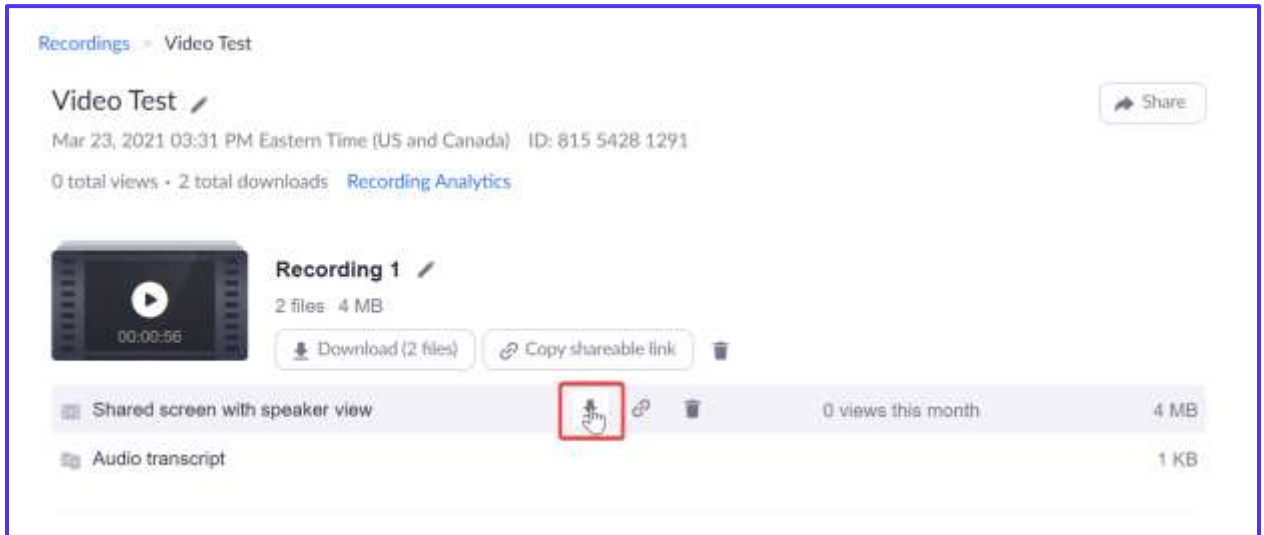 Recordings > Video Test
Video Test
Share
Mar 23, 2021 03:31 PM Eastern Time (US and Canada) ID: 815 5428 1291
0 total views • 2 total downloads Recording Analytics
Recording 1
2 files 4 MB
00:00:56
Download (2 files) Copy shareable link
Shared screen with speaker view 0 views this month 4 MB
Audio transcript 1 KB